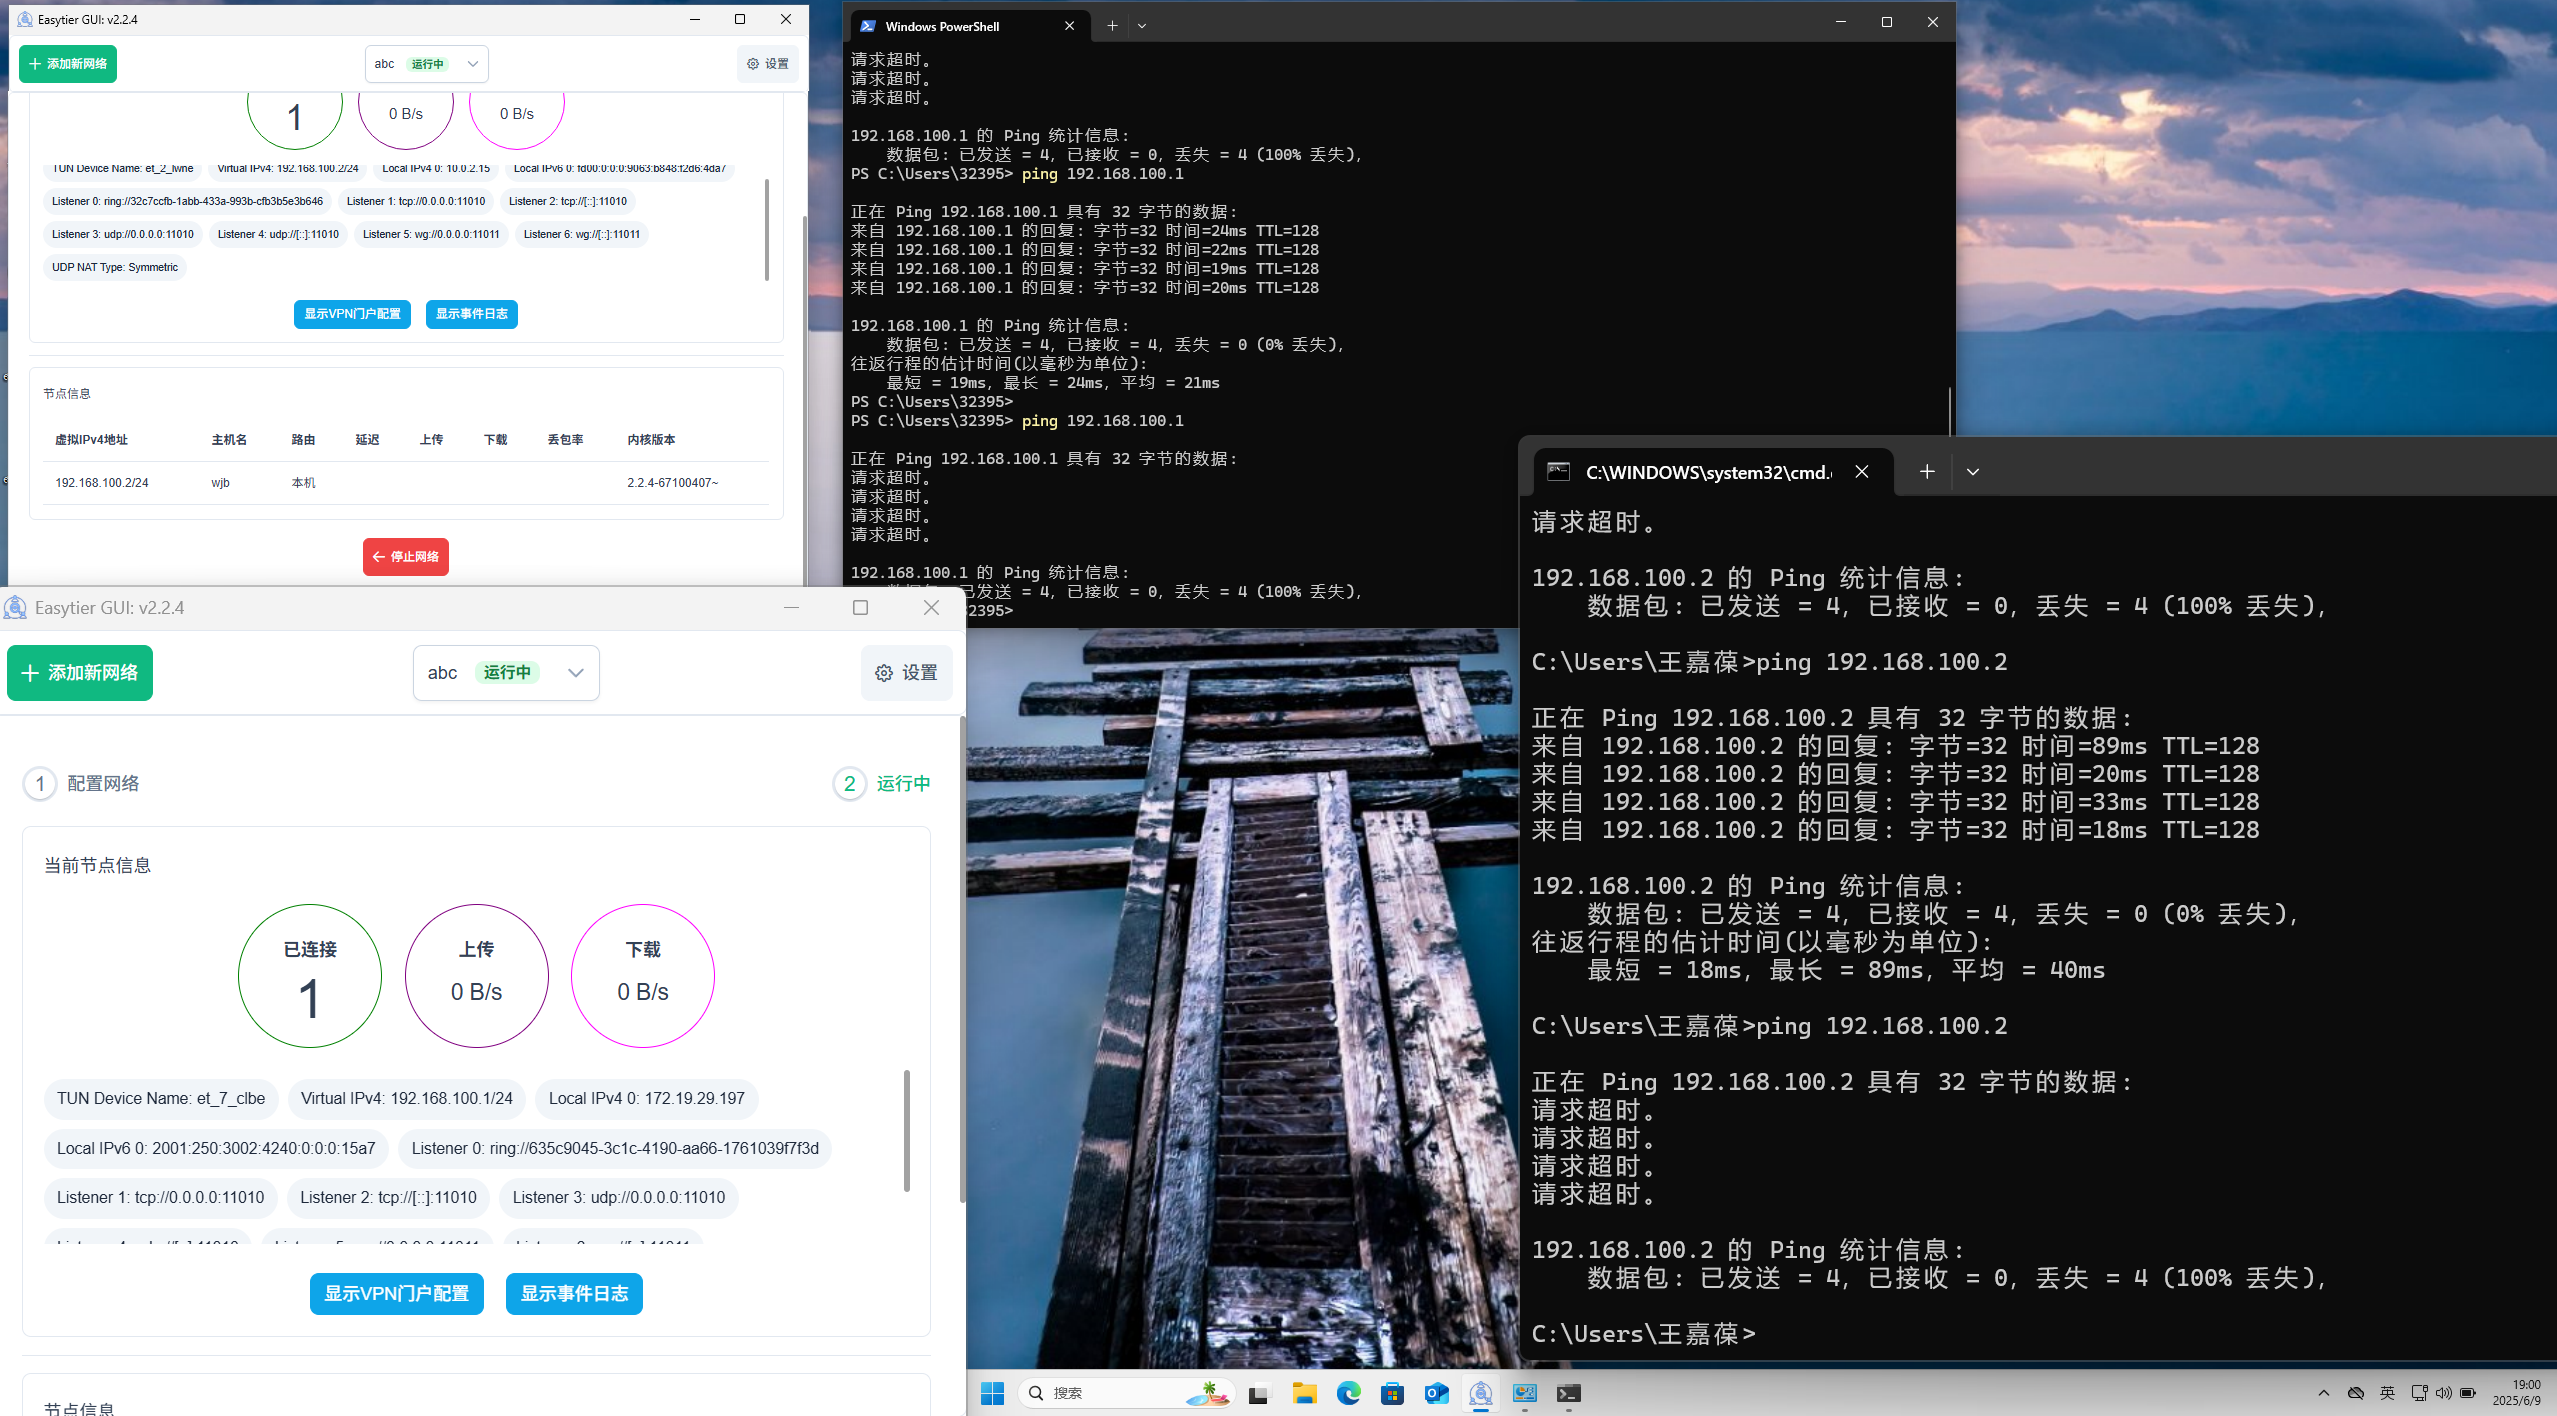 Easytier GUI: v2.2.4
添加新网络
abc 运行中
设置
1
0 B/s
0 B/s
TUN Device Name: et_2_lwne
Virtual IPv4: 192.168.100.2/24
Local IPv4 0: 10.0.2.15
Local IPv6 0: fd00:0:0:0:9063:b848:f2d6:4da7
Listener 0: ring://32c7ccfb-1abb-433a-993b-cfb3b5e3b646
Listener 1: tcp://0.0.0.0:11010
Listener 2: tcp://[::]:11010
Listener 3: udp://0.0.0.0:11010
Listener 4: udp://[::]:11010
Listener 5: wg://0.0.0.0:11011
Listener 6: wg://[::]:11011
UDP NAT Type: Symmetric
显示VPN门户配置
显示事件日志
节点信息
虚拟IPv4地址 主机名 路由 延迟 上传 下载 丢包率 内核版本
192.168.100.2/24 wjb 本机 2.2.4-67100407~
停止网络
Windows PowerShell
请求超时。
请求超时。
请求超时。
192.168.100.1 的 Ping 统计信息:
数据包: 已发送 = 4, 已接收 = 0, 丢失 = 4 (100% 丢失),
PS C:\Users\32395> ping 192.168.100.1
正在 Ping 192.168.100.1 具有 32 字节的数据:
来自 192.168.100.1 的回复: 字节=32 时间=24ms TTL=128
来自 192.168.100.1 的回复: 字节=32 时间=22ms TTL=128
来自 192.168.100.1 的回复: 字节=32 时间=19ms TTL=128
来自 192.168.100.1 的回复: 字节=32 时间=20ms TTL=128
192.168.100.1 的 Ping 统计信息:
数据包: 已发送 = 4, 已接收 = 4, 丢失 = 0 (0% 丢失),
往返行程的估计时间(以毫秒为单位):
最短 = 19ms, 最长 = 24ms, 平均 = 21ms
PS C:\Users\32395>
PS C:\Users\32395> ping 192.168.100.1
正在 Ping 192.168.100.1 具有 32 字节的数据:
请求超时。
请求超时。
请求超时。
请求超时。
192.168.100.1 的 Ping 统计信息:
已发送 = 4, 已接收 = 0, 丢失 = 4 (100% 丢失),
32395>
Easytier GUI: v2.2.4
添加新网络
abc 运行中
设置
1 配置网络
2 运行中
当前节点信息
已连接
1
上传
0 B/s
下载
0 B/s
TUN Device Name: et_7_clbe
Virtual IPv4: 192.168.100.1/24
Local IPv4 0: 172.19.29.197
Local IPv6 0: 2001:250:3002:4240:0:0:0:15a7
Listener 0: ring://635c9045-3c1c-4190-aa66-1761039f7f3d
Listener 1: tcp://0.0.0.0:11010
Listener 2: tcp://[::]:11010
Listener 3: udp://0.0.0.0:11010
显示VPN门户配置
显示事件日志
节点信息
C:\WINDOWS\system32\cmd.
请求超时。
192.168.100.2 的 Ping 统计信息:
数据包: 已发送 = 4, 已接收 = 0, 丢失 = 4 (100% 丢失),
C:\Users\王嘉葆>ping 192.168.100.2
正在 Ping 192.168.100.2 具有 32 字节的数据:
来自 192.168.100.2 的回复: 字节=32 时间=89ms TTL=128
来自 192.168.100.2 的回复: 字节=32 时间=20ms TTL=128
来自 192.168.100.2 的回复: 字节=32 时间=33ms TTL=128
来自 192.168.100.2 的回复: 字节=32 时间=18ms TTL=128
192.168.100.2 的 Ping 统计信息:
数据包: 已发送 = 4, 已接收 = 4, 丢失 = 0 (0% 丢失),
往返行程的估计时间(以毫秒为单位):
最短 = 18ms, 最长 = 89ms, 平均 = 40ms
C:\Users\王嘉葆>ping 192.168.100.2
正在 Ping 192.168.100.2 具有 32 字节的数据:
请求超时。
请求超时。
请求超时。
请求超时。
192.168.100.2 的 Ping 统计信息:
数据包: 已发送 = 4, 已接收 = 0, 丢失 = 4 (100% 丢失),
C:\Users\王嘉葆>
搜索
英
19:00
2025/6/9